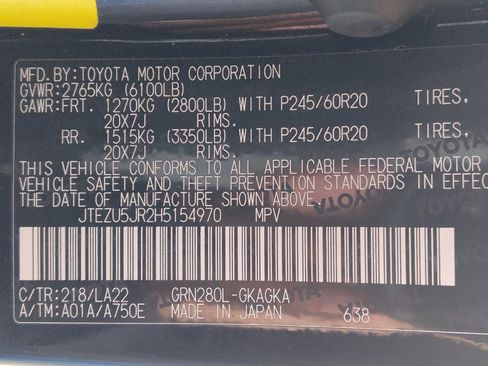 MFD.BY:TOYOTA MOTOR CORPORATION
GVWR:2765KG (6100LB)
GAWR:FRT. 1270KG (2800LB) WITH P245/60R20 TIRES,
20X7J RIMS.
RR. 1515KG (3350LB) WITH P245/60R20 TIRES,
20X7J RIMS.
THIS VEHICLE CONFORMS TO ALL APPLICABLE FEDERAL MOTOR
VEHICLE SAFETY AND THEFT PREVENTION STANDARDS IN EFFE
THE DATE OF MANUFACTURE SHOWN ABOVE.
JTEZU5JR2H5154970 MPV
C/TR:218/LA22 GRN280L-GKAGKA
A/TM:A01A/A750E MADE IN JAPAN 638